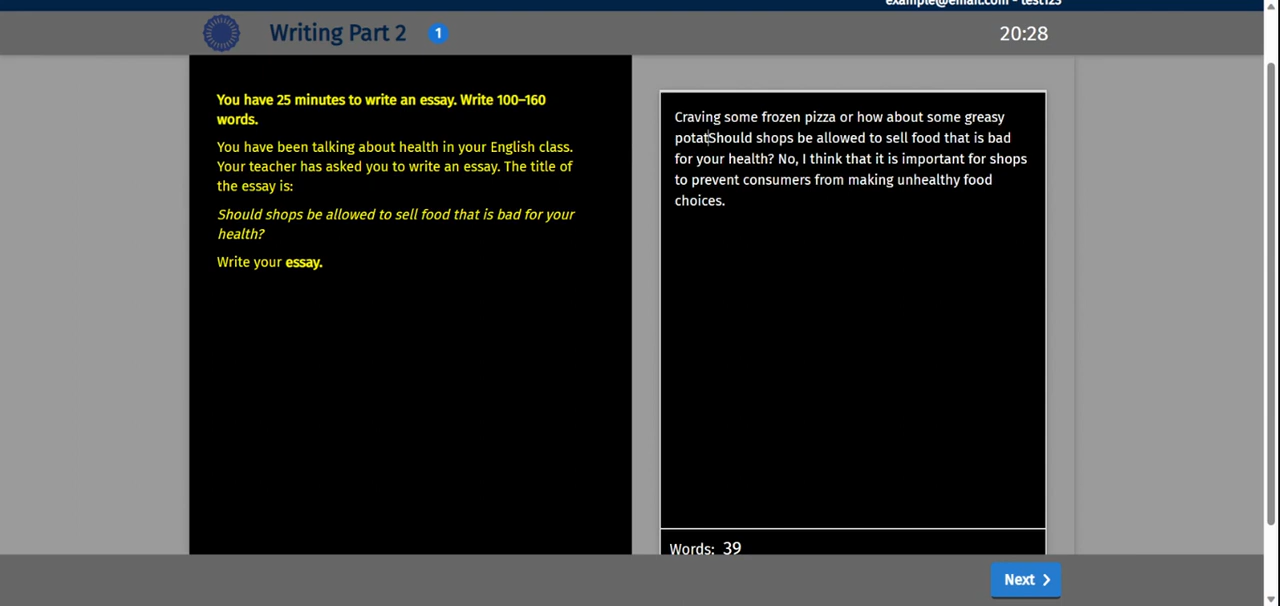 example@email.com - test123
Writing Part 2
1
20:28
You have 25 minutes to write an essay. Write 100–160
words.
You have been talking about health in your English class.
Your teacher has asked you to write an essay. The title of
the essay is:
Should shops be allowed to sell food that is bad for your
health?
Write your essay.
Craving some frozen pizza or how about some greasy
potatShould shops be allowed to sell food that is bad
for your health? No, I think that it is important for shops
to prevent consumers from making unhealthy food
choices.
Words: 39
Next